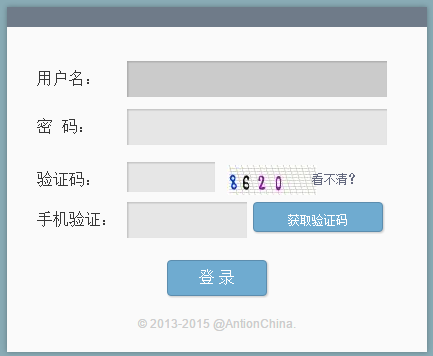 用户名：
密 码：
验证码： 8620 看不清?
手机验证： 获取验证码
登 录
© 2013-2015 @AntionChina.